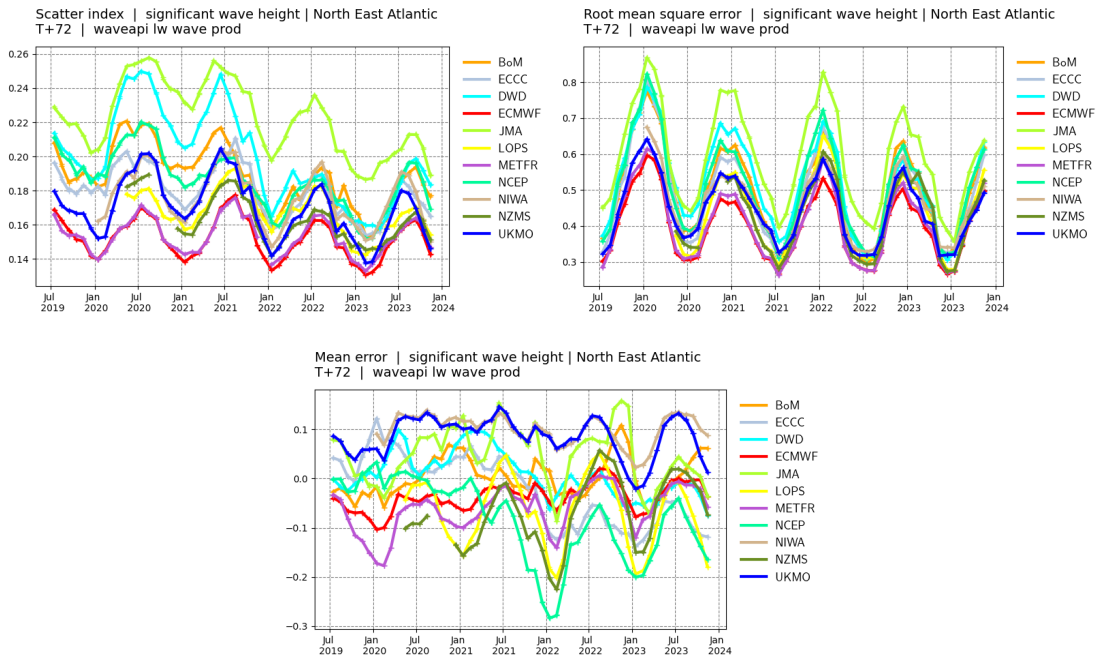 Scatter index | significant wave height | North East Atlantic
T+72 | waveapi lw wave prod
0.26
0.24
0.22
0.20
0.18
0.16
0.14
Jul
2019
Jan
2020
Jul
2020
Jan
2021
Jul
2021
Jan
2022
Jul
2022
Jan
2023
Jul
2023
Jan
2024
BoM
ECCC
DWD
ECMWF
JMA
LOPS
METFR
NCEP
NIWA
NZMS
UKMO
Root mean square error | significant wave height | North East Atlantic
T+72 | waveapi lw wave prod
0.8
0.7
0.6
0.5
0.4
0.3
Jul
2019
Jan
2020
Jul
2020
Jan
2021
Jul
2021
Jan
2022
Jul
2022
Jan
2023
Jul
2023
Jan
2024
BoM
ECCC
DWD
ECMWF
JMA
LOPS
METFR
NCEP
NIWA
NZMS
UKMO
Mean error | significant wave height | North East Atlantic
T+72 | waveapi lw wave prod
0.1
0.0
−0.1
−0.2
−0.3
Jul
2019
Jan
2020
Jul
2020
Jan
2021
Jul
2021
Jan
2022
Jul
2022
Jan
2023
Jul
2023
Jan
2024
BoM
ECCC
DWD
ECMWF
JMA
LOPS
METFR
NCEP
NIWA
NZMS
UKMO